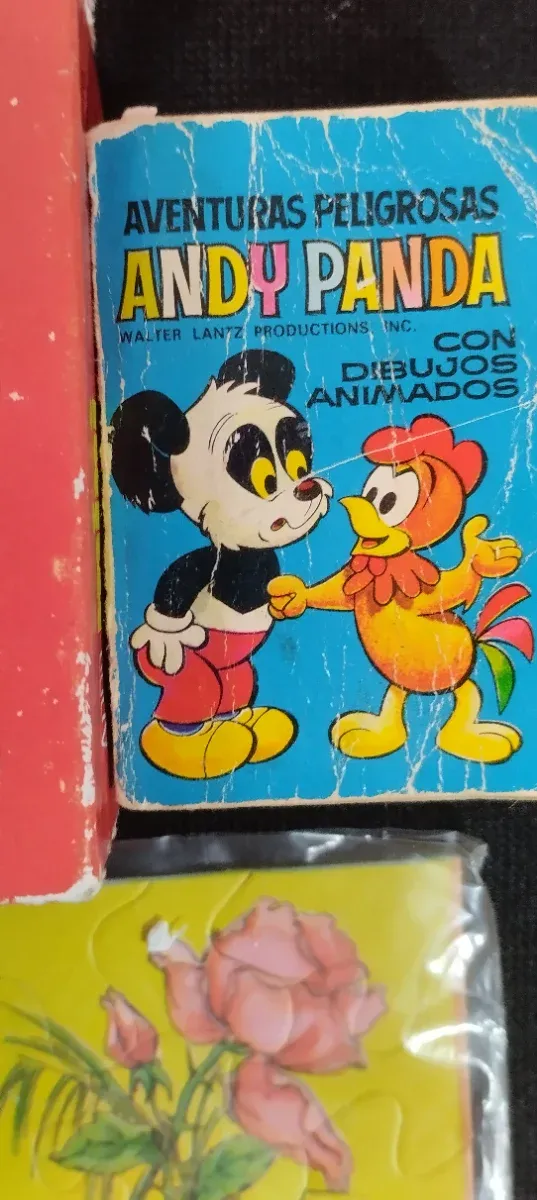 AVENTURAS PELIGROSAS
ANDY PANDA
WALTER LANTZ PRODUCTIONS, INC.
CON
DIBUJOS
ANIMADOS